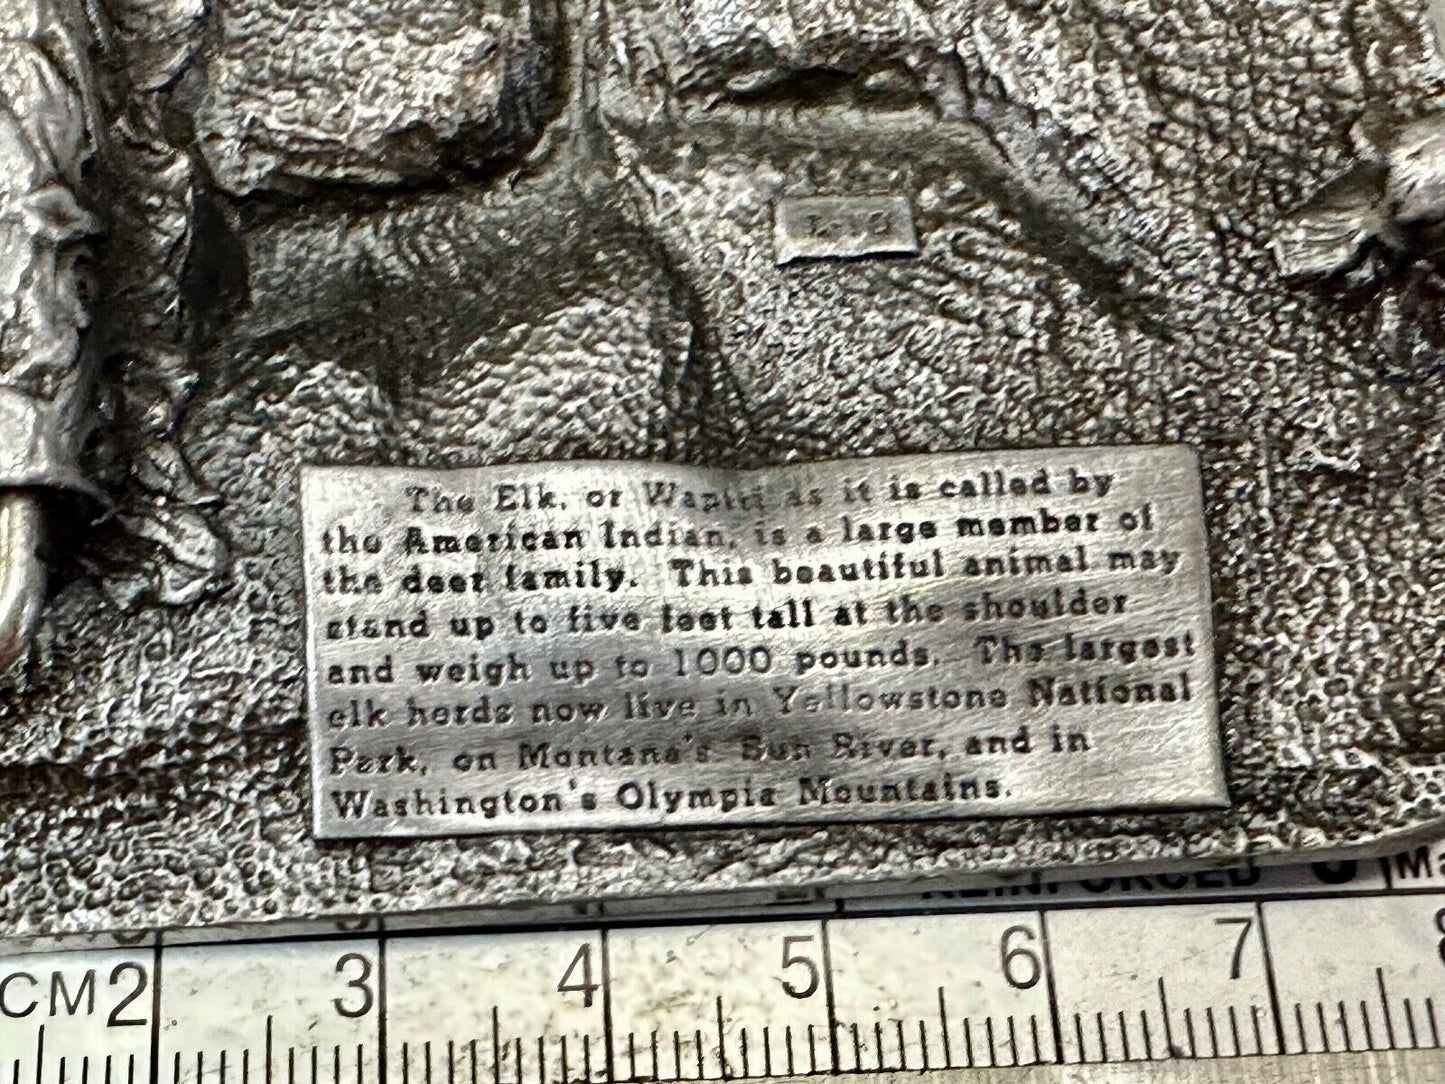 The Elk, or Wapiti as it is called by
the American Indian, is a large member of
the deer family. This beautiful animal may
stand up to five feet tall at the shoulder
and weigh up to 1000 pounds. The largest
elk herds now live in Yellowstone National
Park, on Montana's Sun River, and in
Washington's Olympia Mountains.
REINFORCED
CM 2 3 4 5 6 7 8